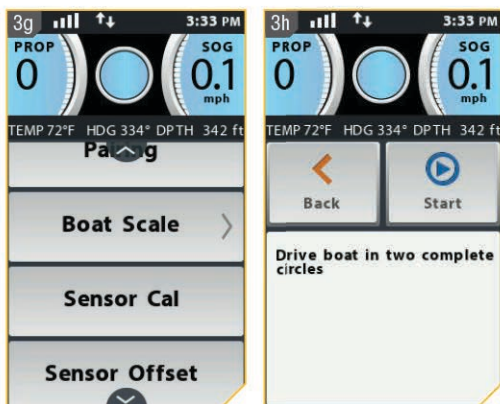 3g
3:33 PM
PROP
SOG
0
0.1
mph
TEMP 72°F HDG 334° DPTH 342 ft
Pairing
Boat Scale
Sensor Cal
Sensor Offset
3h
3:33 PM
PROP
SOG
0
0.1
mph
TEMP 72°F HDG 334° DPTH 342 ft
Back
Start
Drive boat in two complete
circles